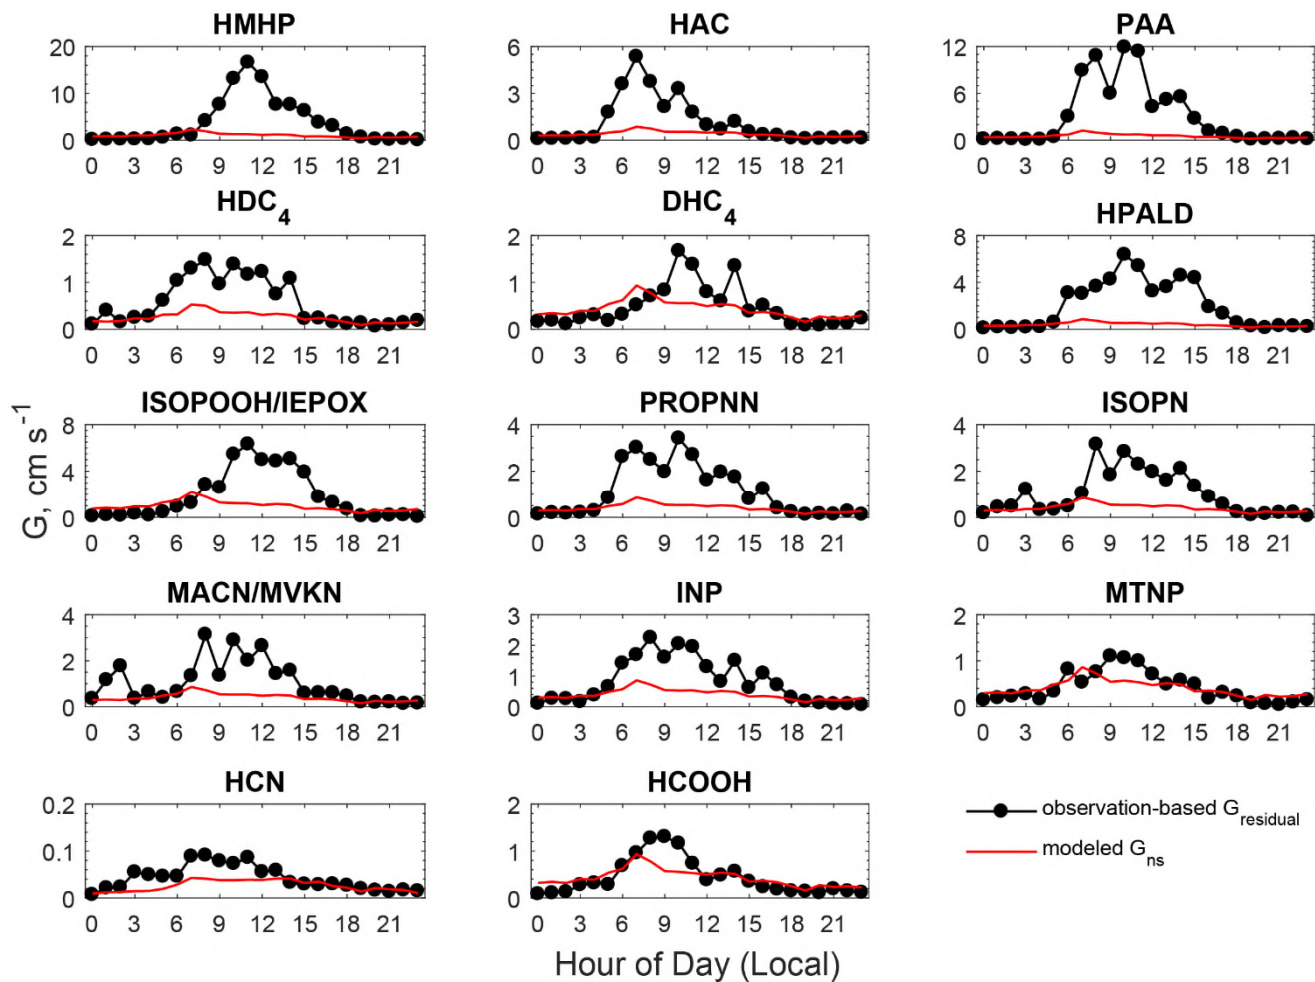 HMHP
HAC
PAA
20
10
0
0 3 6 9 12 15 18 21
6
3
0
0 3 6 9 12 15 18 21
12
8
4
0
0 3 6 9 12 15 18 21
HDC4
DHC4
HPALD
2
1
0
0 3 6 9 12 15 18 21
2
1
0
0 3 6 9 12 15 18 21
8
4
0
0 3 6 9 12 15 18 21
ISOPOOH/IEPOX
PROPNN
ISOPN
8
4
0
0 3 6 9 12 15 18 21
4
2
0
0 3 6 9 12 15 18 21
4
2
0
0 3 6 9 12 15 18 21
G, cm s-1
MACN/MVKN
INP
MTNP
4
2
0
0 3 6 9 12 15 18 21
3
2
1
0
0 3 6 9 12 15 18 21
2
1
0
0 3 6 9 12 15 18 21
HCN
HCOOH
0.2
0.1
0
0 3 6 9 12 15 18 21
2
1
0
0 3 6 9 12 15 18 21
observation-based Gresidual
modeled Gns
Hour of Day (Local)